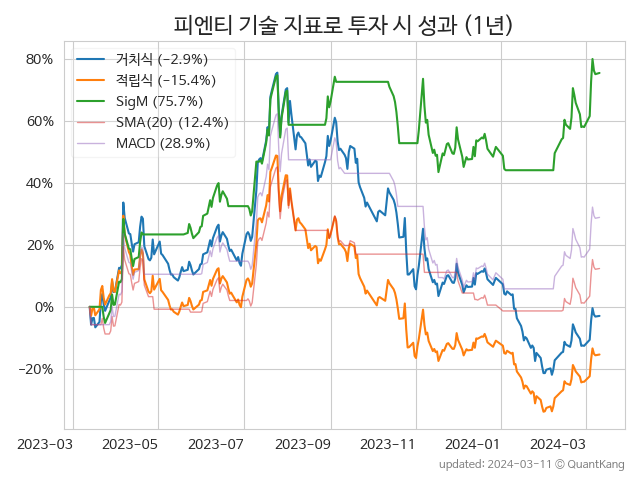 피엔티 기술 지표로 투자 시 성과 (1년)
80%
60%
40%
20%
0%
−20%
거치식 (-2.9%)
적립식 (-15.4%)
SigM (75.7%)
SMA(20) (12.4%)
MACD (28.9%)
2023-03 2023-05 2023-07 2023-09 2023-11 2024-01 2024-03
updated: 2024-03-11 © QuantKang